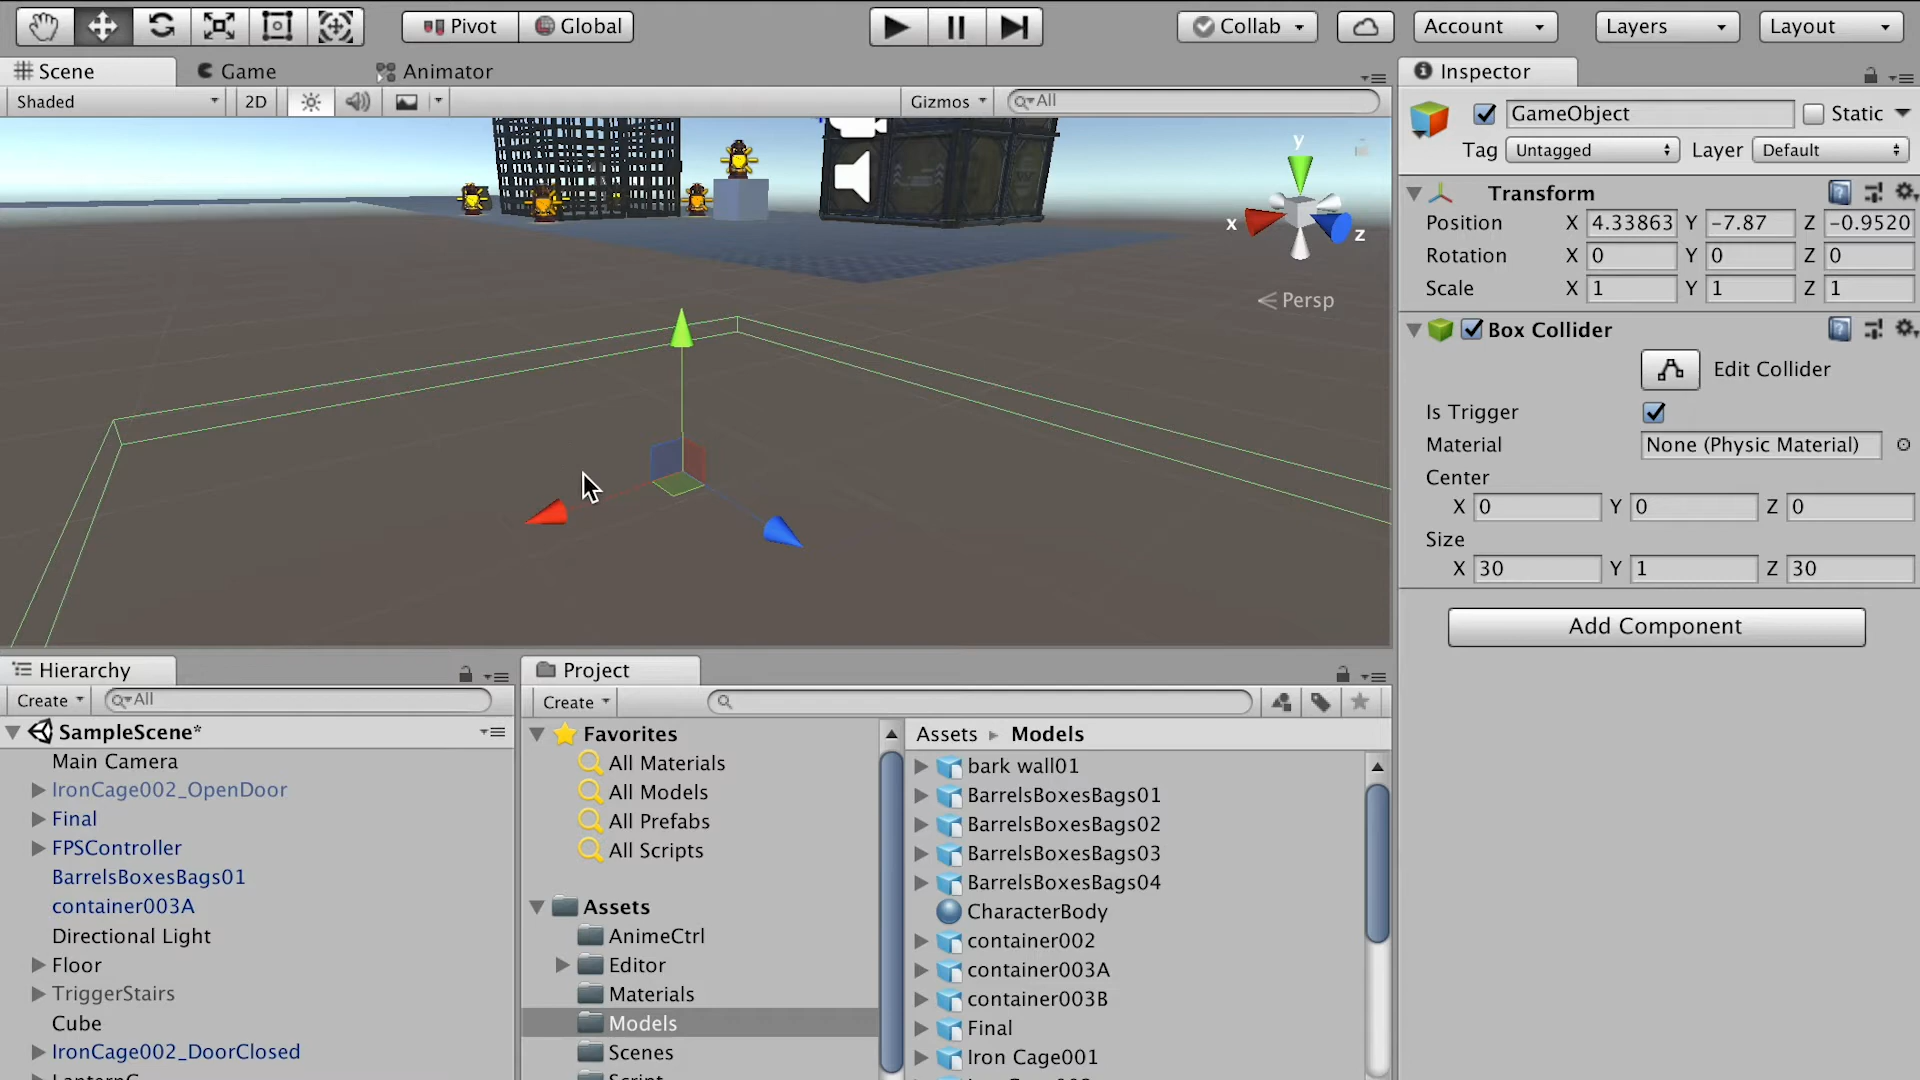 Pivot Global Collab Account Layers Layout
Scene Game Animator
Shaded 2D Gizmos All
y
x
z
Persp
Inspector
GameObject Static
Tag Untagged Layer Default
Transform
Position X 4.33863 Y -7.87 Z -0.9520
Rotation X 0 Y 0 Z 0
Scale X 1 Y 1 Z 1
Box Collider
Edit Collider
Is Trigger
Material None (Physic Material)
Center
X 0 Y 0 Z 0
Size
X 30 Y 1 Z 30
Add Component
Hierarchy
Create All
SampleScene*
Main Camera
IronCage002_OpenDoor
Final
FPSController
BarrelsBoxesBags01
container003A
Directional Light
Floor
TriggerStairs
Cube
IronCage002_DoorClosed
Project
Create
Favorites
All Materials
All Models
All Prefabs
All Scripts
Assets
AnimeCtrl
Editor
Materials
Models
Scenes
Assets Models
bark wall01
BarrelsBoxesBags01
BarrelsBoxesBags02
BarrelsBoxesBags03
BarrelsBoxesBags04
CharacterBody
container002
container003A
container003B
Final
Iron Cage001